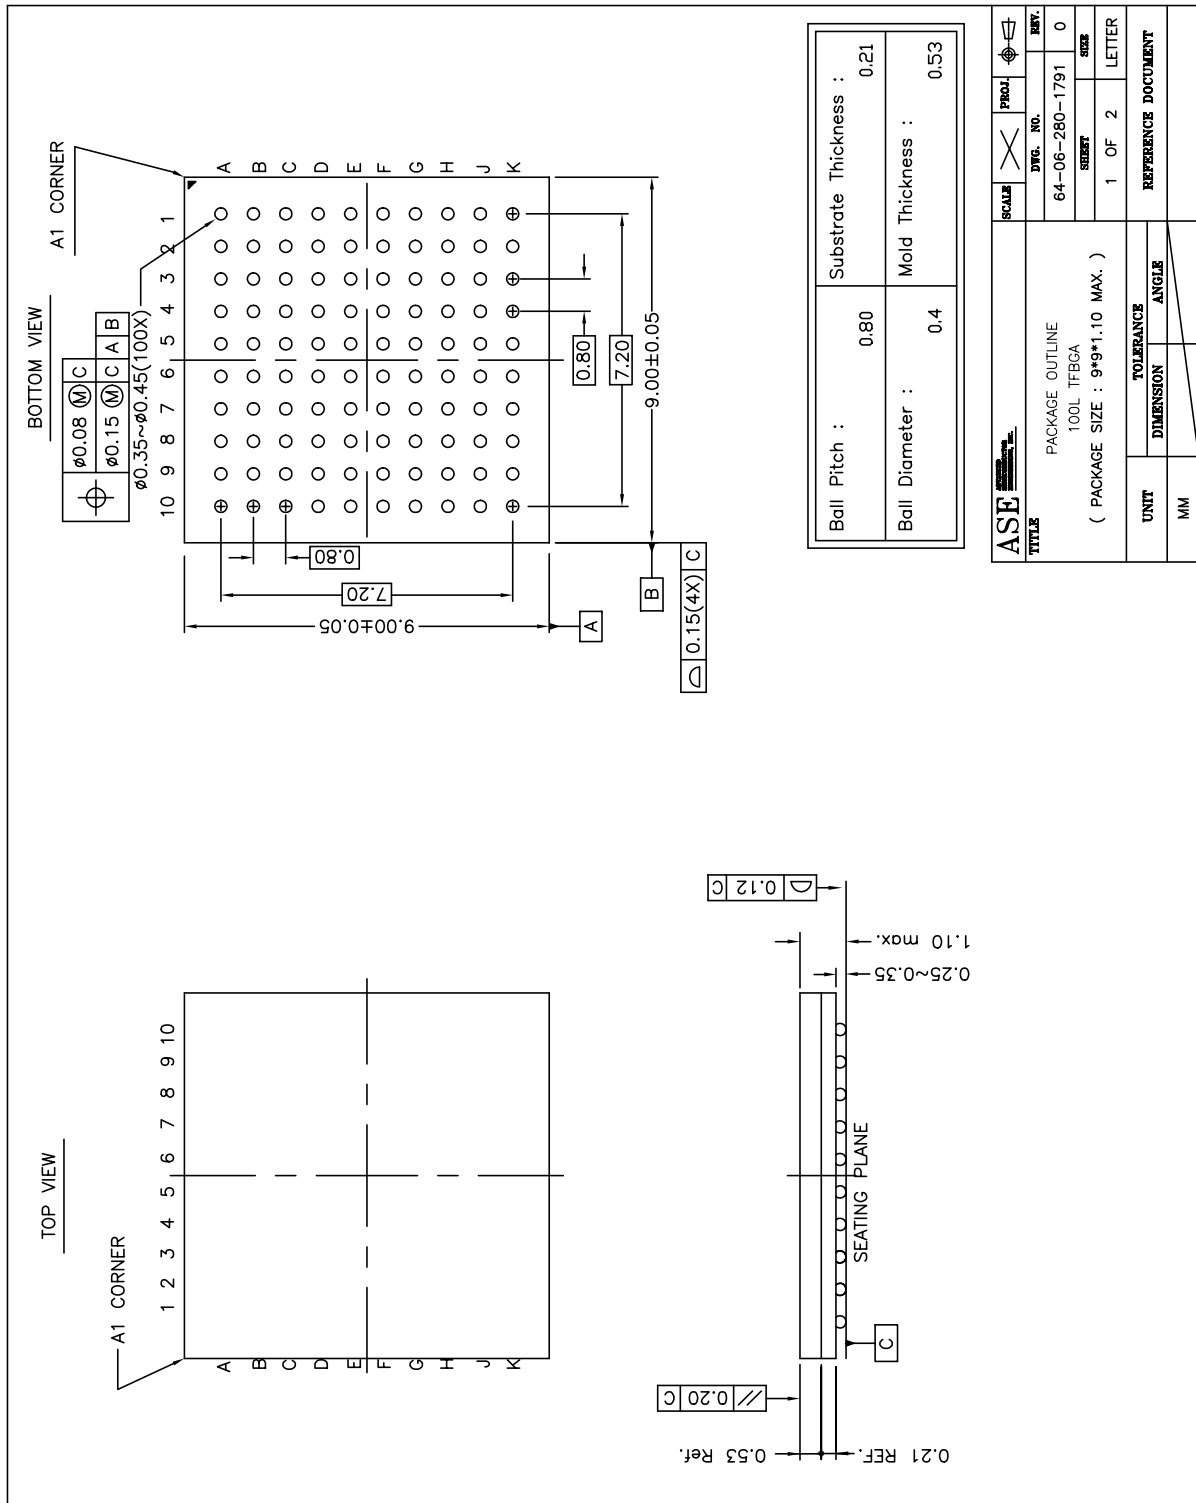 TOP VIEW
A1 CORNER
1 2 3 4 5 6 7 8 9 10
A
B
C
D
E
F
G
H
J
K
BOTTOM VIEW
A1 CORNER
ø0.08 Ⓜ C
ø0.15 Ⓜ C A B
ø0.35~ø0.45(100X)
10 9 8 7 6 5 4 3 2 1
A
B
C
D
E
F
G
H
J
K
0.80
7.20
9.00±0.05
A
0.80
7.20
9.00±0.05
B
0.15(4X) C
// 0.20 C
0.53 Ref.
0.21 REF.
C
SEATING PLANE
0.12 C
1.10 max.
0.25~0.35
Ball Pitch : 0.80
Substrate Thickness : 0.21
Ball Diameter : 0.4
Mold Thickness : 0.53
ASE
TITLE
PACKAGE OUTLINE
100L TFBGA
( PACKAGE SIZE : 9*9*1.10 MAX. )
SCALE
PROJ.
DWG. NO.
REV.
64-06-280-1791
0
SHEET
SIZE
1 OF 2
LETTER
UNIT
TOLERANCE
DIMENSION
ANGLE
REFERENCE DOCUMENT
MM